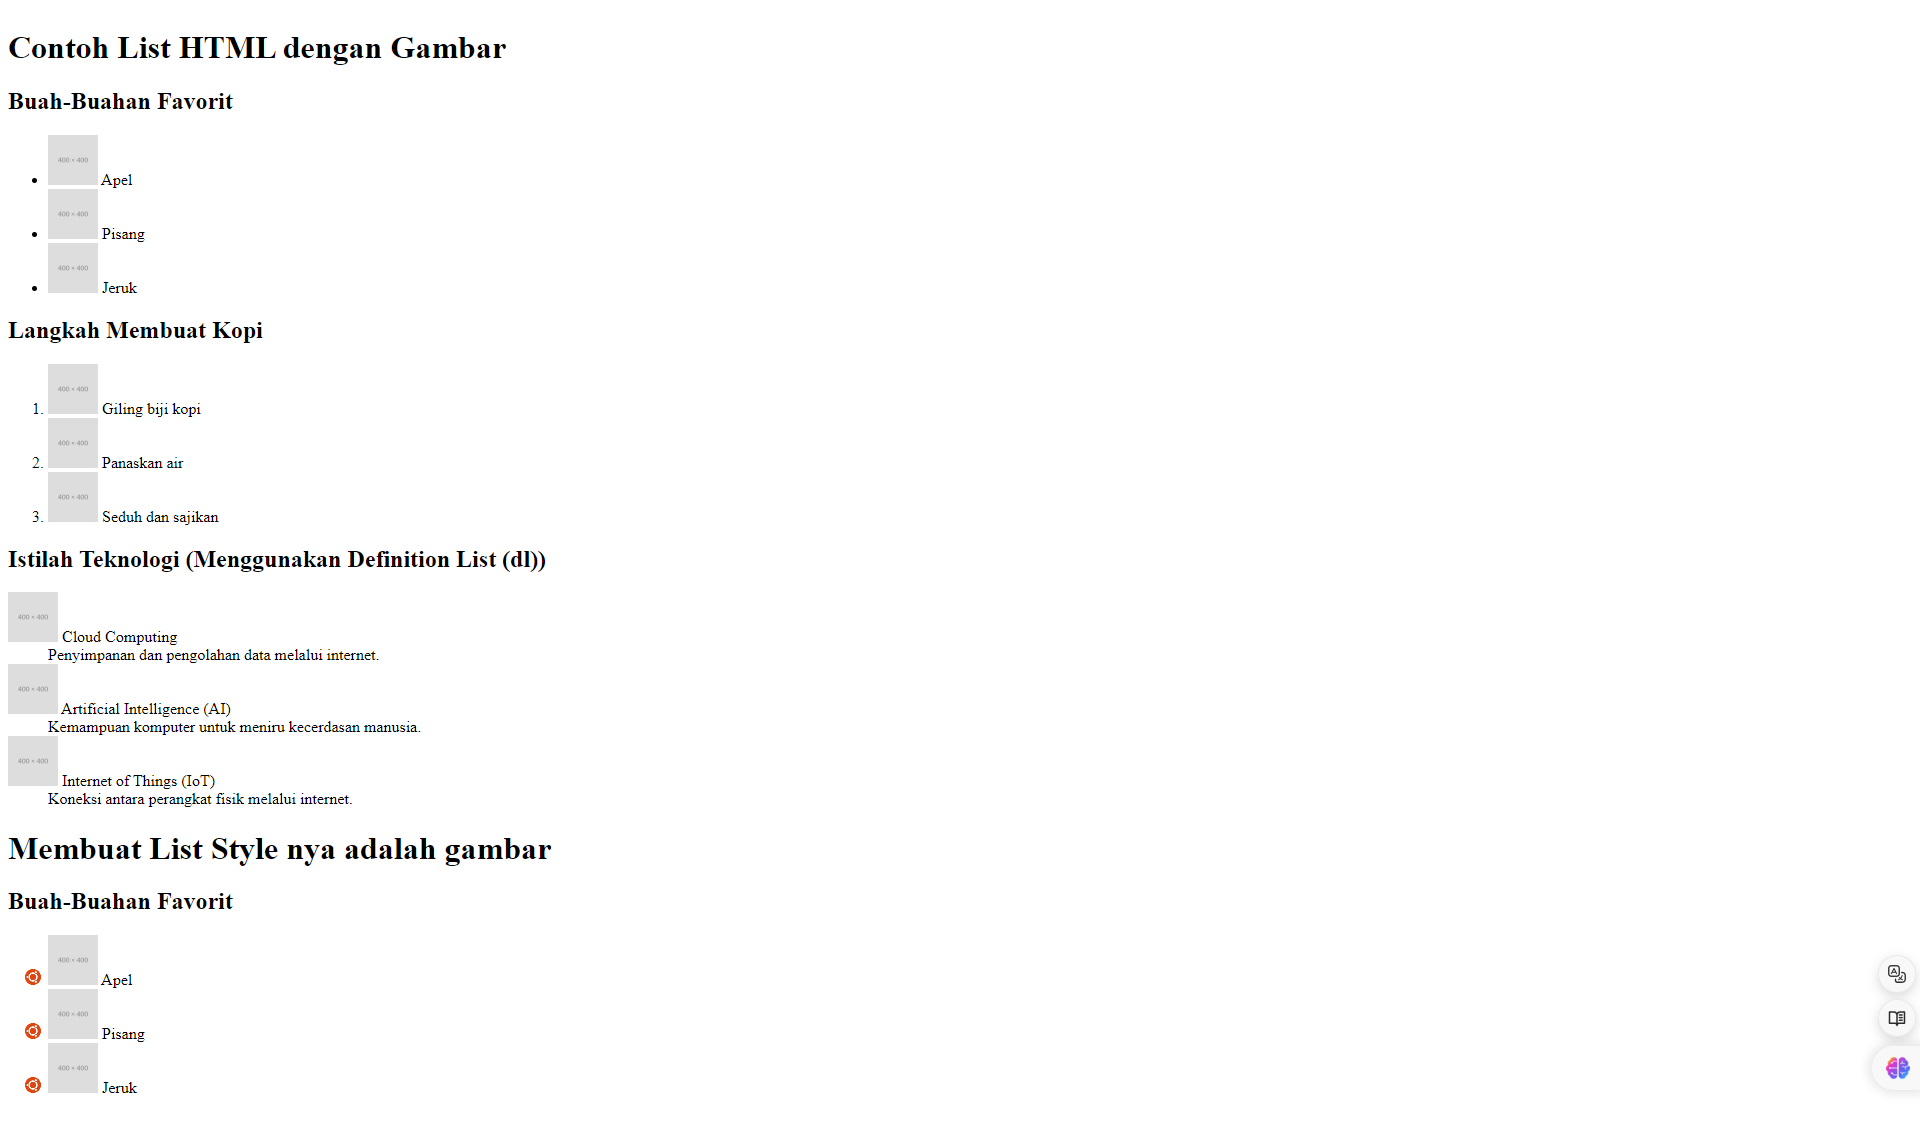 Contoh List HTML dengan Gambar
Buah-Buahan Favorit
400 × 400
• Apel
400 × 400
• Pisang
400 × 400
• Jeruk
Langkah Membuat Kopi
400 × 400
1. Giling biji kopi
400 × 400
2. Panaskan air
400 × 400
3. Seduh dan sajikan
Istilah Teknologi (Menggunakan Definition List (dl))
400 × 400
Cloud Computing
Penyimpanan dan pengolahan data melalui internet.
400 × 400
Artificial Intelligence (AI)
Kemampuan komputer untuk meniru kecerdasan manusia.
400 × 400
Internet of Things (IoT)
Koneksi antara perangkat fisik melalui internet.
Membuat List Style nya adalah gambar
Buah-Buahan Favorit
400 × 400
Apel
400 × 400
Pisang
400 × 400
Jeruk